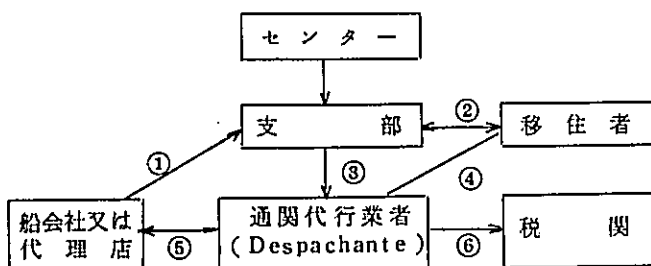 センター
支部
②
移住者
①
③
④
船会社又は
代理店
⑤
通関代行業者
(Despachante)
⑥
税関